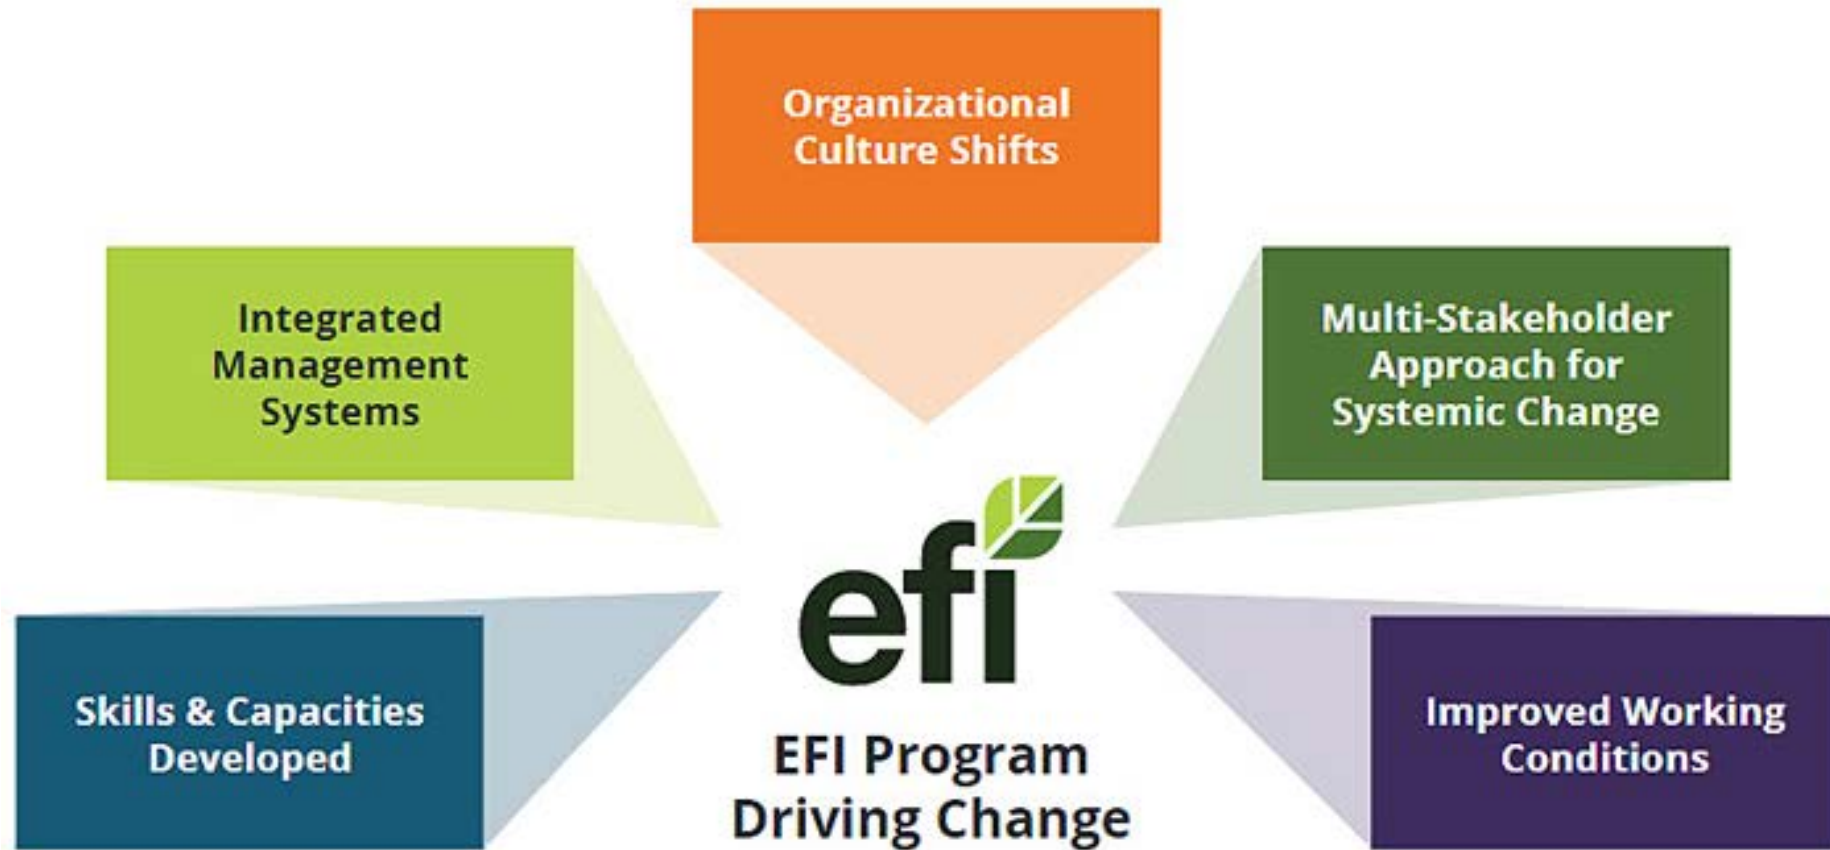 Organizational
Culture Shifts
Integrated
Management
Systems
Multi-Stakeholder
Approach for
Systemic Change
Skills & Capacities
Developed
efi
EFI Program
Driving Change
Improved Working
Conditions